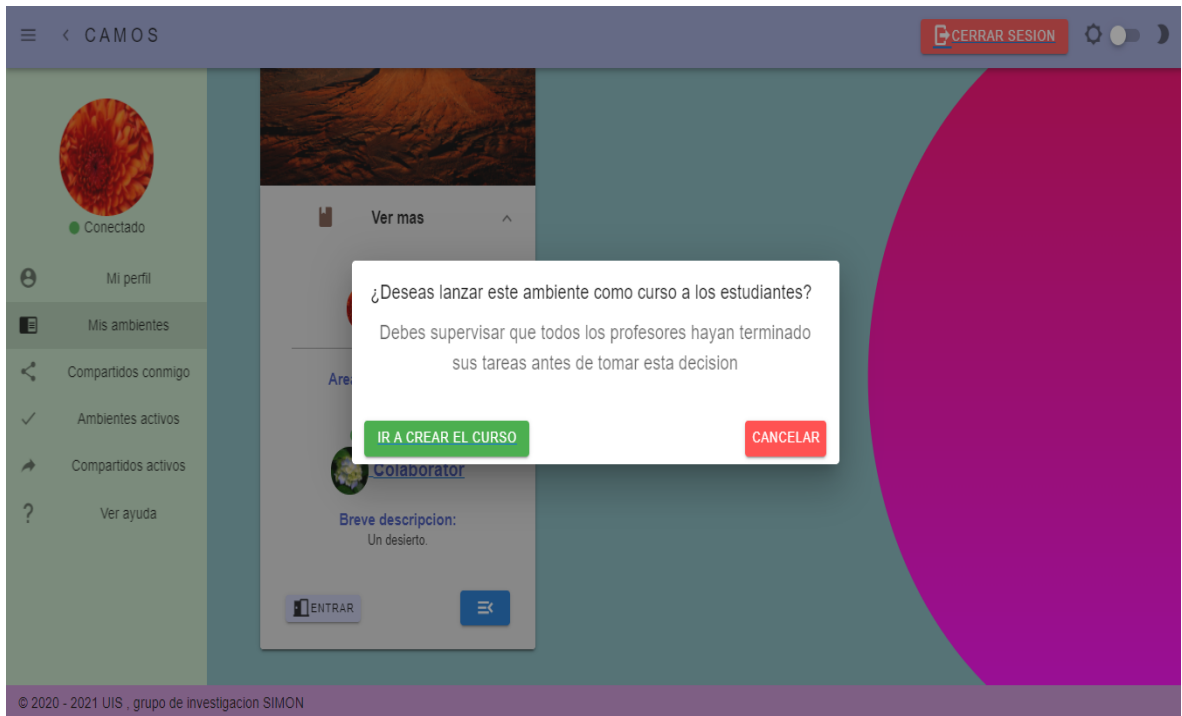 CAMOS
CERRAR SESION
Conectado
Mi perfil
Mis ambientes
Compartidos conmigo
Ambientes activos
Compartidos activos
Ver ayuda
Ver mas
¿Deseas lanzar este ambiente como curso a los estudiantes?
Debes supervisar que todos los profesores hayan terminado
sus tareas antes de tomar esta decision
IR A CREAR EL CURSO
CANCELAR
Colaborator
Breve descripcion:
Un desierto.
ENTRAR
© 2020 - 2021 UIS , grupo de investigacion SIMON